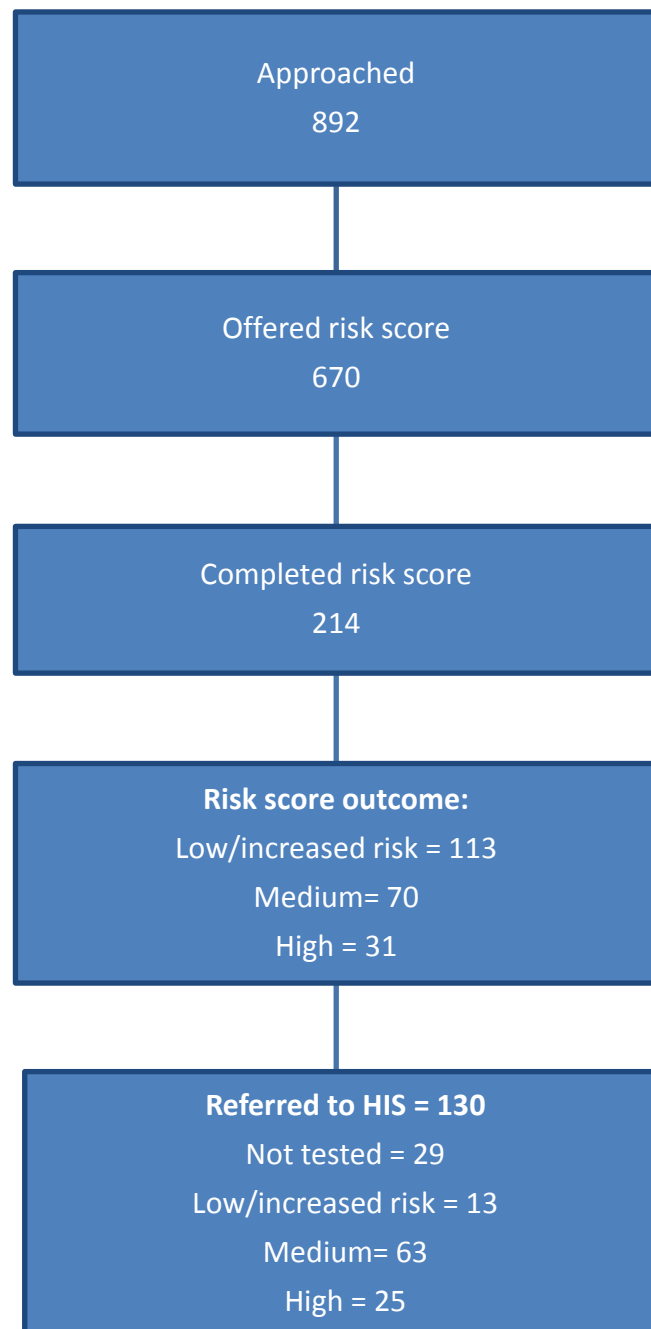 Approached
892
Offered risk score
670
Completed risk score
214
Risk score outcome:
Low/increased risk = 113
Medium= 70
High = 31
Referred to HIS = 130
Not tested = 29
Low/increased risk = 13
Medium= 63
High = 25